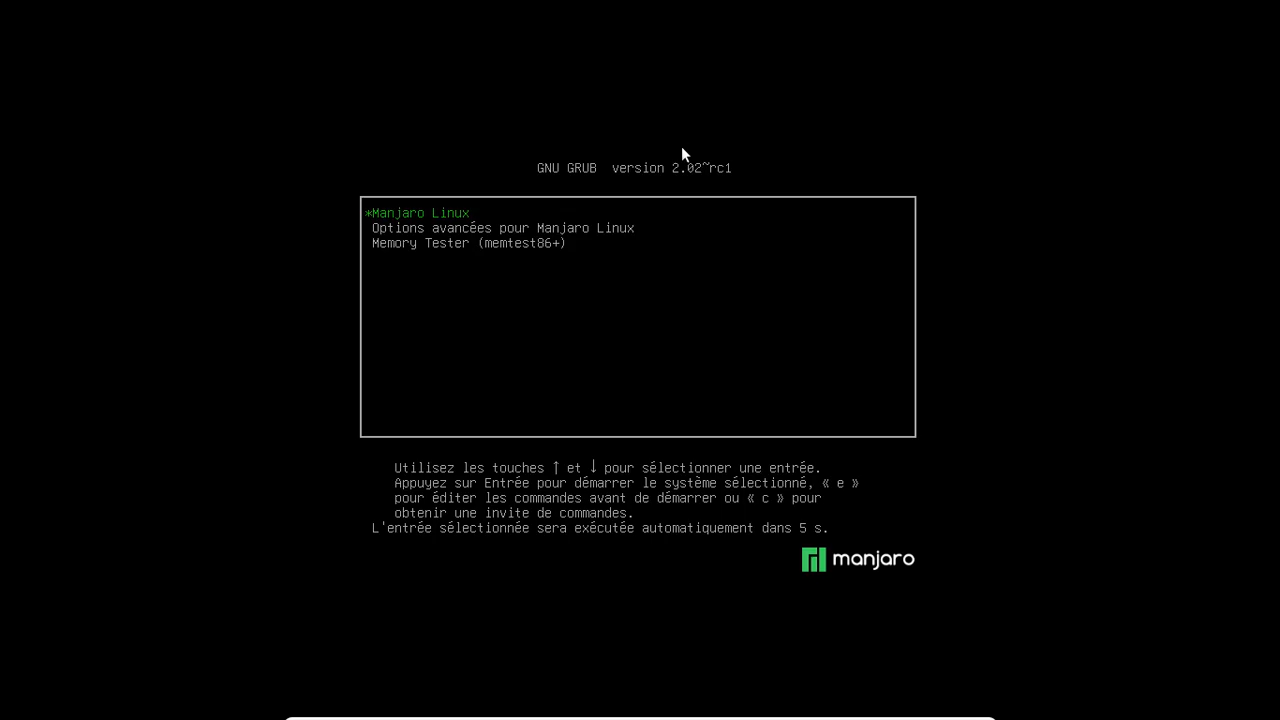 GNU GRUB version 2.02~rc1
*Manjaro Linux
Options avancées pour Manjaro Linux
Memory Tester (memtest86+)
Utilisez les touches ↑ et ↓ pour sélectionner une entrée.
Appuyez sur Entrée pour démarrer le système sélectionné, « e »
pour éditer les commandes avant de démarrer ou « c » pour
obtenir une invite de commandes.
L'entrée sélectionnée sera exécutée automatiquement dans 5 s.
manjaro